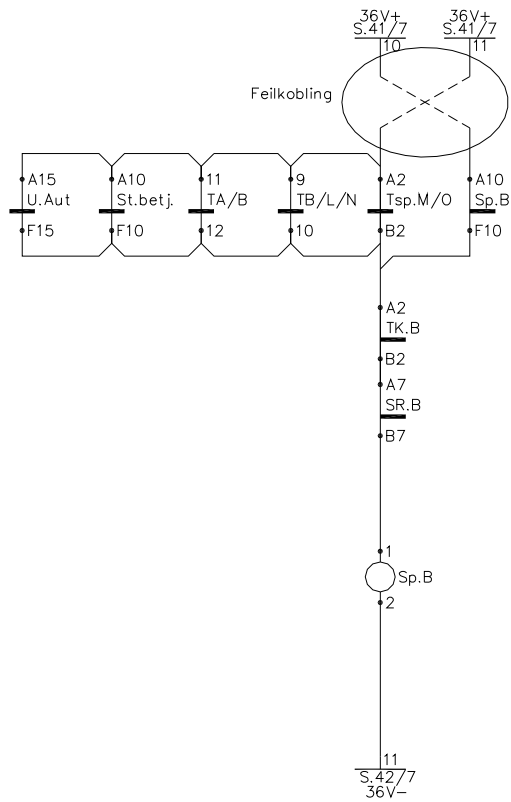 36V+ 36V+
S.41/7 S.41/7
10 11
Feilkobling
A15 A10 11 9 A2 A10
U.Aut St.betj. TA/B TB/L/N Tsp.M/O Sp.B
F15 F10 12 10 B2 F10
A2
TK.B
B2
A7
SR.B
B7
1
Sp.B
2
11
S.42/7
36V-